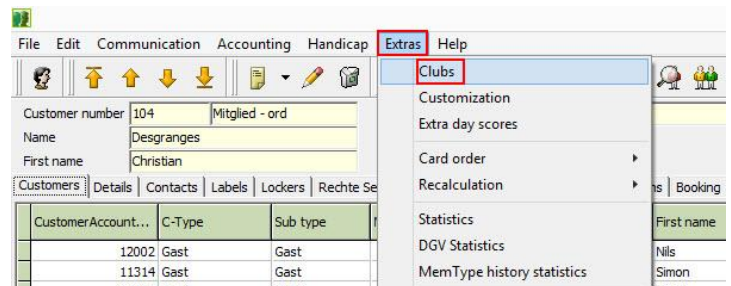 File Edit Communication Accounting Handicap Extras Help
Clubs
Customization
Extra day scores
Card order
Recalculation
Statistics
DGV Statistics
MemType history statistics
Customer number 104 Mitglied - ord
Name Desgranges
First name Christian
Customers Details Contacts Labels Lockers Rechte Se Booking
CustomerAccount... C-Type Sub type First name
12002 Gast Gast Nils
11314 Gast Gast Simon